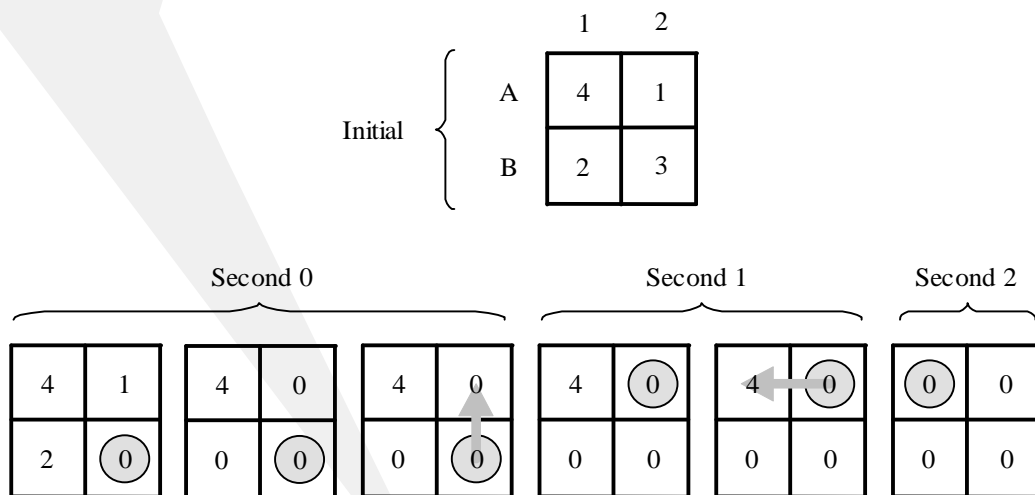 1 2
A 4 1
Initial
B 2 3
Second 0 Second 1 Second 2
4 1 4 0 4 0 4 0 4 0 0 0
2 0 0 0 0 0 0 0 0 0 0 0